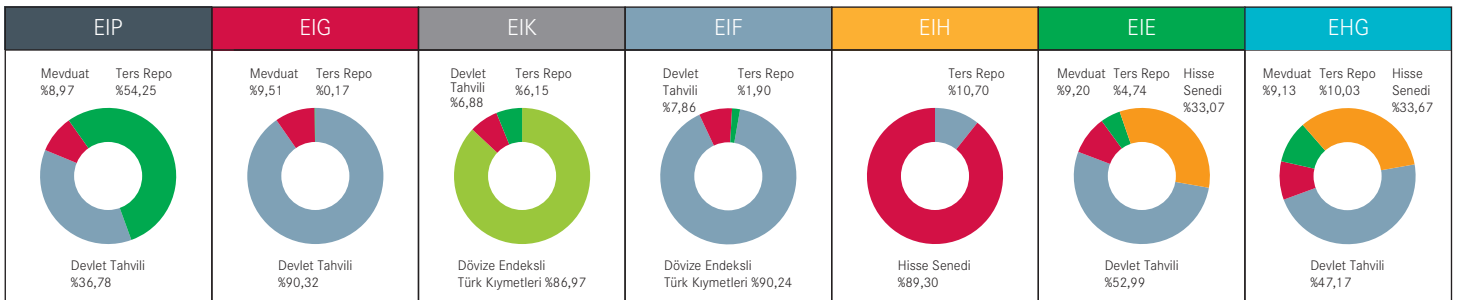 EIP
Mevduat
%8,97
Ters Repo
%54,25
Devlet Tahvili
%36,78
EIG
Mevduat
%9,51
Ters Repo
%0,17
Devlet Tahvili
%90,32
EIK
Devlet
Tahvili
%6,88
Ters Repo
%6,15
Dövize Endeksli
Türk Kıymetleri %86,97
EIF
Devlet
Tahvili
%7,86
Ters Repo
%1,90
Dövize Endeksli
Türk Kıymetleri %90,24
EIH
Ters Repo
%10,70
Hisse Senedi
%89,30
EIE
Mevduat
%9,20
Ters Repo
%4,74
Hisse
Senedi
%33,07
Devlet Tahvili
%52,99
EHG
Mevduat
%9,13
Ters Repo
%10,03
Hisse
Senedi
%33,67
Devlet Tahvili
%47,17